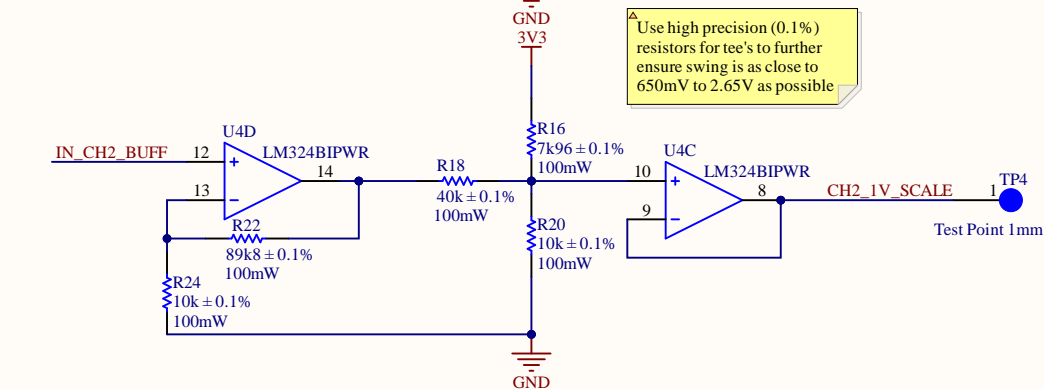 GND
3V3
Use high precision (0.1%)
resistors for tee's to further
ensure swing is as close to
650mV to 2.65V as possible
R16
7k96 ± 0.1%
100mW
U4D
LM324BIPWR
IN_CH2_BUFF
12
13
14
R18
40k ± 0.1%
100mW
U4C
LM324BIPWR
10
9
8
CH2_1V_SCALE
1
TP4
Test Point 1mm
R22
89k8 ± 0.1%
100mW
R20
10k ± 0.1%
100mW
R24
10k ± 0.1%
100mW
GND